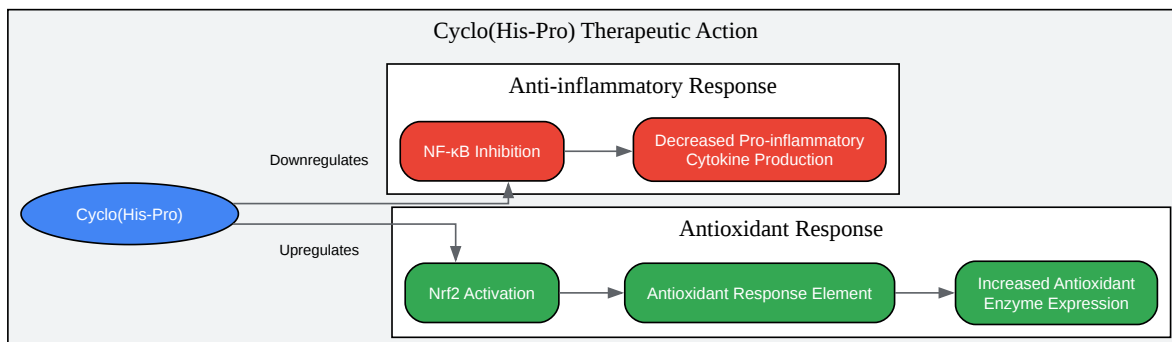 Cyclo(His-Pro) Therapeutic Action
Anti-inflammatory Response
NF-κB Inhibition
Decreased Pro-inflammatory
Cytokine Production
Downregulates
Cyclo(His-Pro)
Upregulates
Antioxidant Response
Nrf2 Activation
Antioxidant Response Element
Increased Antioxidant
Enzyme Expression